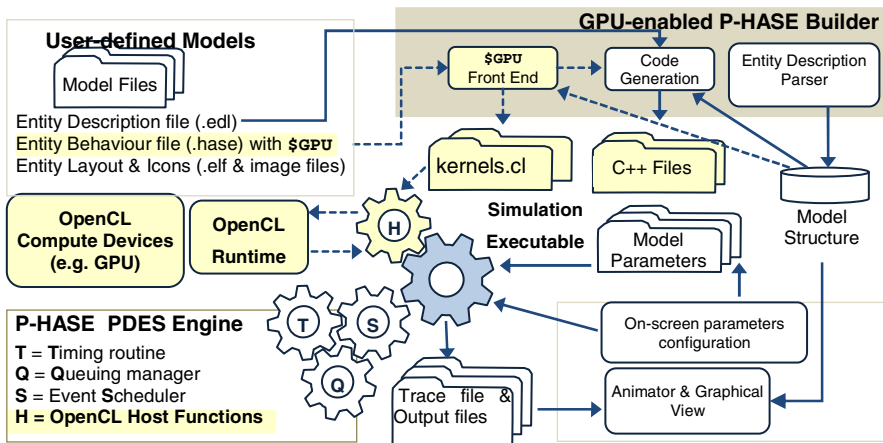 GPU-enabled P-HASE Builder
User-defined Models
Model Files
Entity Description file (.edl)
Entity Behaviour file (.hase) with $GPU
Entity Layout & Icons (.elf & image files)
$GPU
Front End
Code
Generation
Entity Description
Parser
kernels.cl
C++ Files
Model
Structure
OpenCL
Compute Devices
(e.g. GPU)
OpenCL
Runtime
H
Simulation
Executable
Model
Parameters
P-HASE PDES Engine
T = Timing routine
Q = Queuing manager
S = Event Scheduler
H = OpenCL Host Functions
T
S
Q
On-screen parameters
configuration
Trace file &
Output files
Animator & Graphical
View